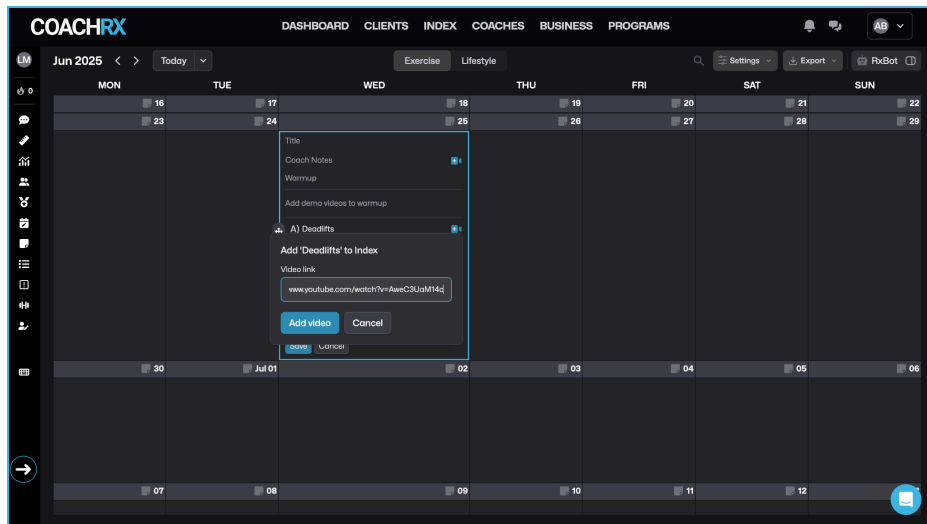 COACHRX
DASHBOARD CLIENTS INDEX COACHES BUSINESS PROGRAMS
AB
LM
Jun 2025
Today
Exercise Lifestyle
Settings
Export
RxBot
0
MON TUE WED THU FRI SAT SUN
16 17 18 19 20 21 22
23 24 25 26 27 28 29
Title
Coach Notes
Warmup
Add demo videos to warmup
A) Deadlifts
Add 'Deadlifts' to Index
Video link
www.youtube.com/watch?v=AweC3UaM14c
Add video Cancel
Save Cancel
30 Jul 01 02 03 04 05 06
07 08 09 10 11 12